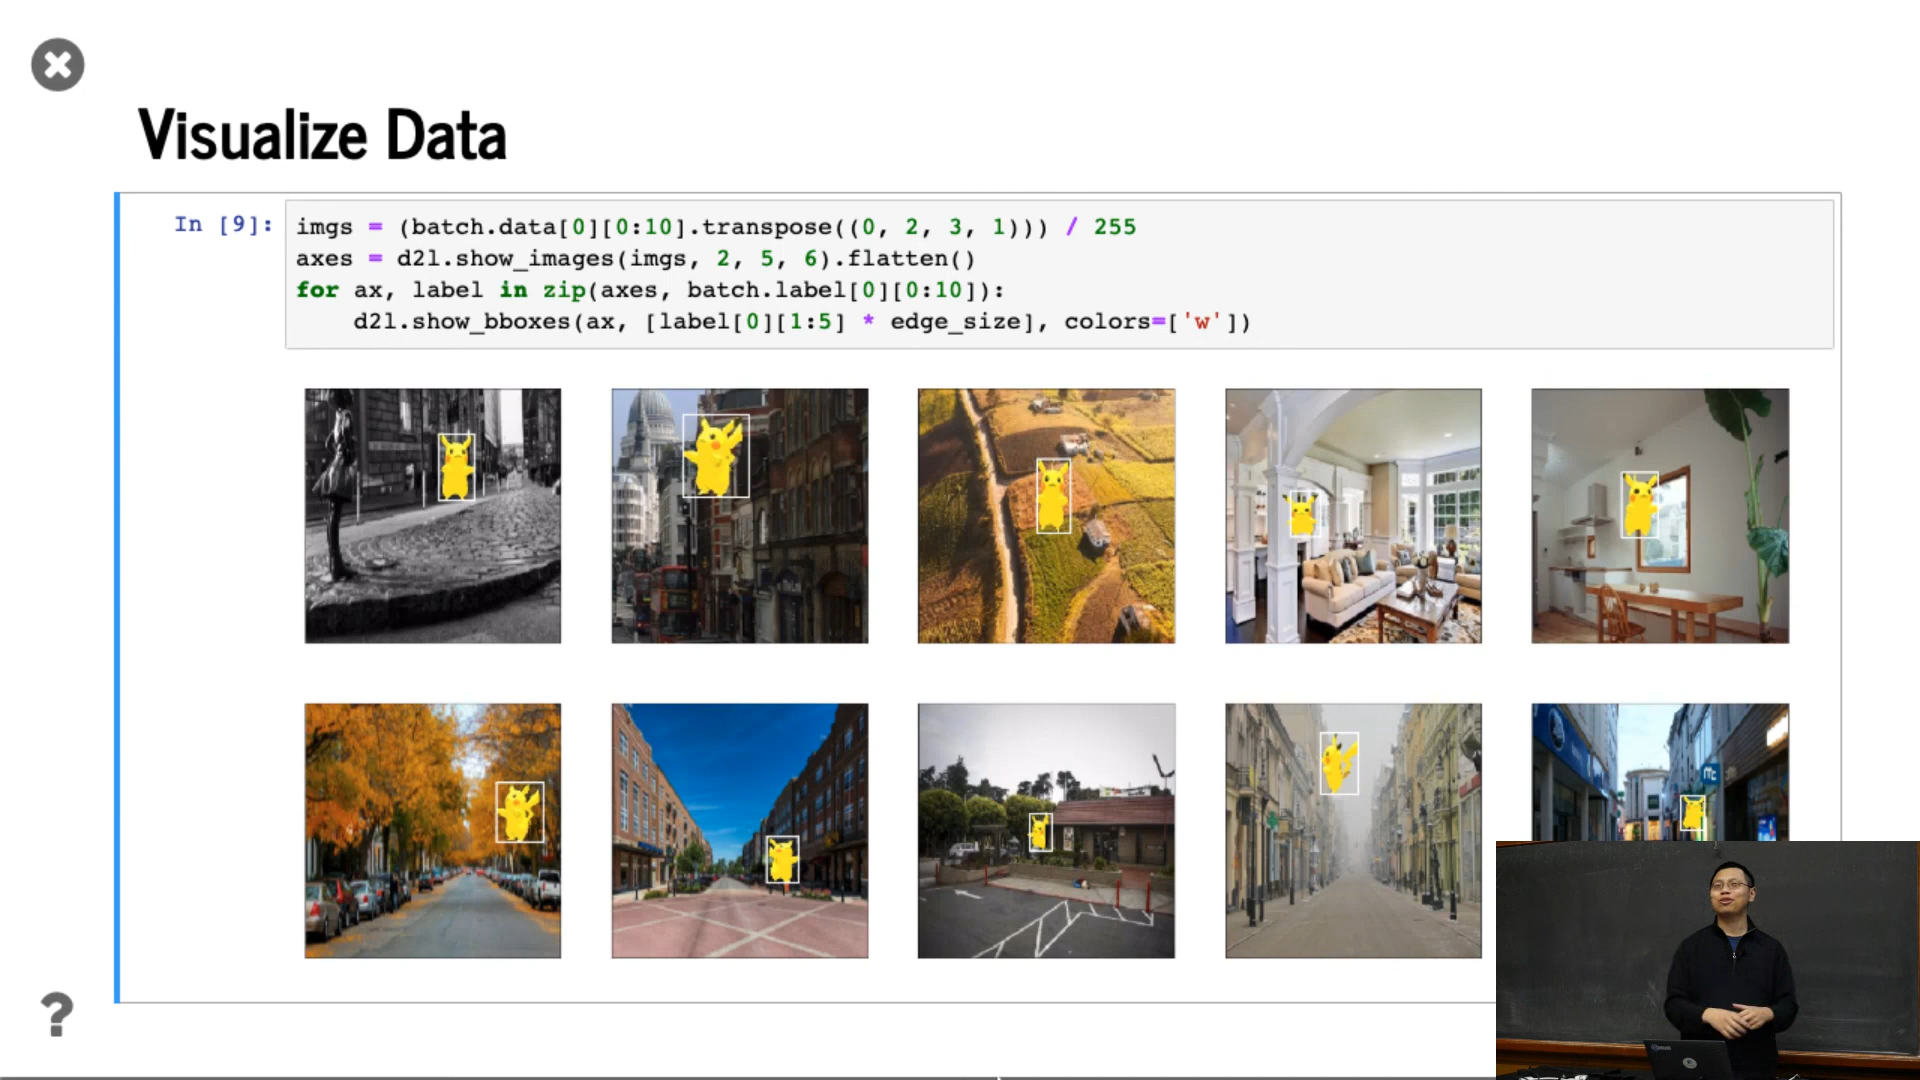 Visualize Data
In [9]:
imgs = (batch.data[0][0:10].transpose((0, 2, 3, 1))) / 255
axes = d2l.show_images(imgs, 2, 5, 6).flatten()
for ax, label in zip(axes, batch.label[0][0:10]):
    d2l.show_bboxes(ax, [label[0][1:5] * edge_size], colors=['w'])
?